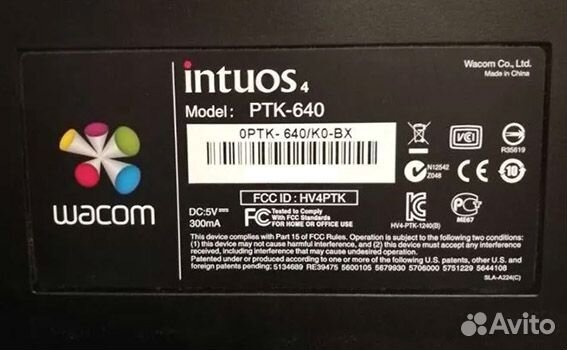 intuos4
Wacom Co., Ltd.
Made in China
Model: PTK-640
0PTK- 640/K0-BX
VCI
R35619
N12542
Z048
10
wacom
FCC ID : HV4PTK
DC:5V
300mA
FC Tested to Comply
With FCC Standards
FOR HOME OR OFFICE USE
HV4-PTK-1240(B)
ME67
This device complies with Part 15 of FCC Rules. Operation is subject to the following two conditions:
(1) this device may not cause harmful interference, and (2) this device must accept any interference
received, including interference that may cause undesired operation.
Patented under or produced according to one or more of the following U.S. patents, or U.S. and
foreign patents pending: 5134689 RE39475 5600105 5679930 5706000 5751229 5644108
SLA-A224(C)
Avito